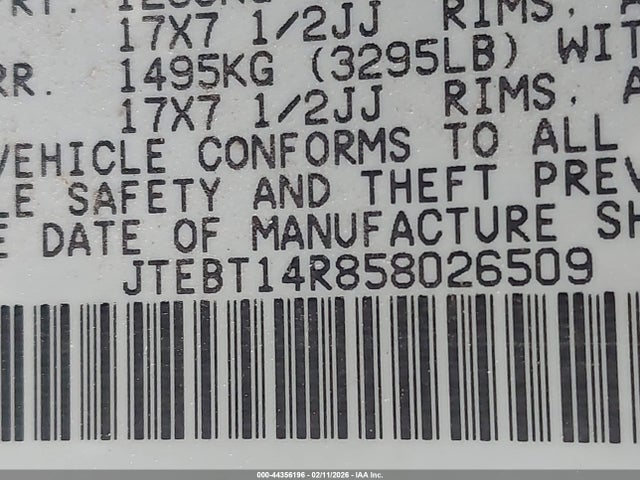 17X7 1/2JJ RIMS,
RR. 1495KG (3295LB) WIT
17X7 1/2JJ RIMS, A
VEHICLE CONFORMS TO ALL
LE SAFETY AND THEFT PREV
E DATE OF MANUFACTURE SH
JTEBT14R858026509
000-44356196 - 02/11/2026 - IAA Inc.